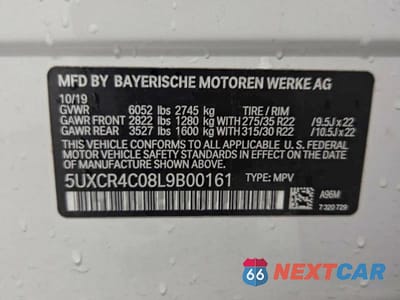 MFD BY BAYERISCHE MOTOREN WERKE AG
10/19
GVWR 6052 lbs 2745 kg TIRE / RIM
GAWR FRONT 2822 lbs 1280 kg 275/35 R22 //9.5J x 22
GAWR REAR 3527 lbs 1600 kg 315/30 R22 //10.5J x 22
THIS VEHICLE CONFORMS TO ALL APPLICABLE U.S. FEDERAL
MOTOR VEHICLE SAFETY STANDARDS IN EFFECT ON THE DATE
OF MANUFACTURE SHOWN ABOVE.
5UXCR4C08L9B00161
TYPE: MPV
A96M
7 320 729
66 NEXTCAR